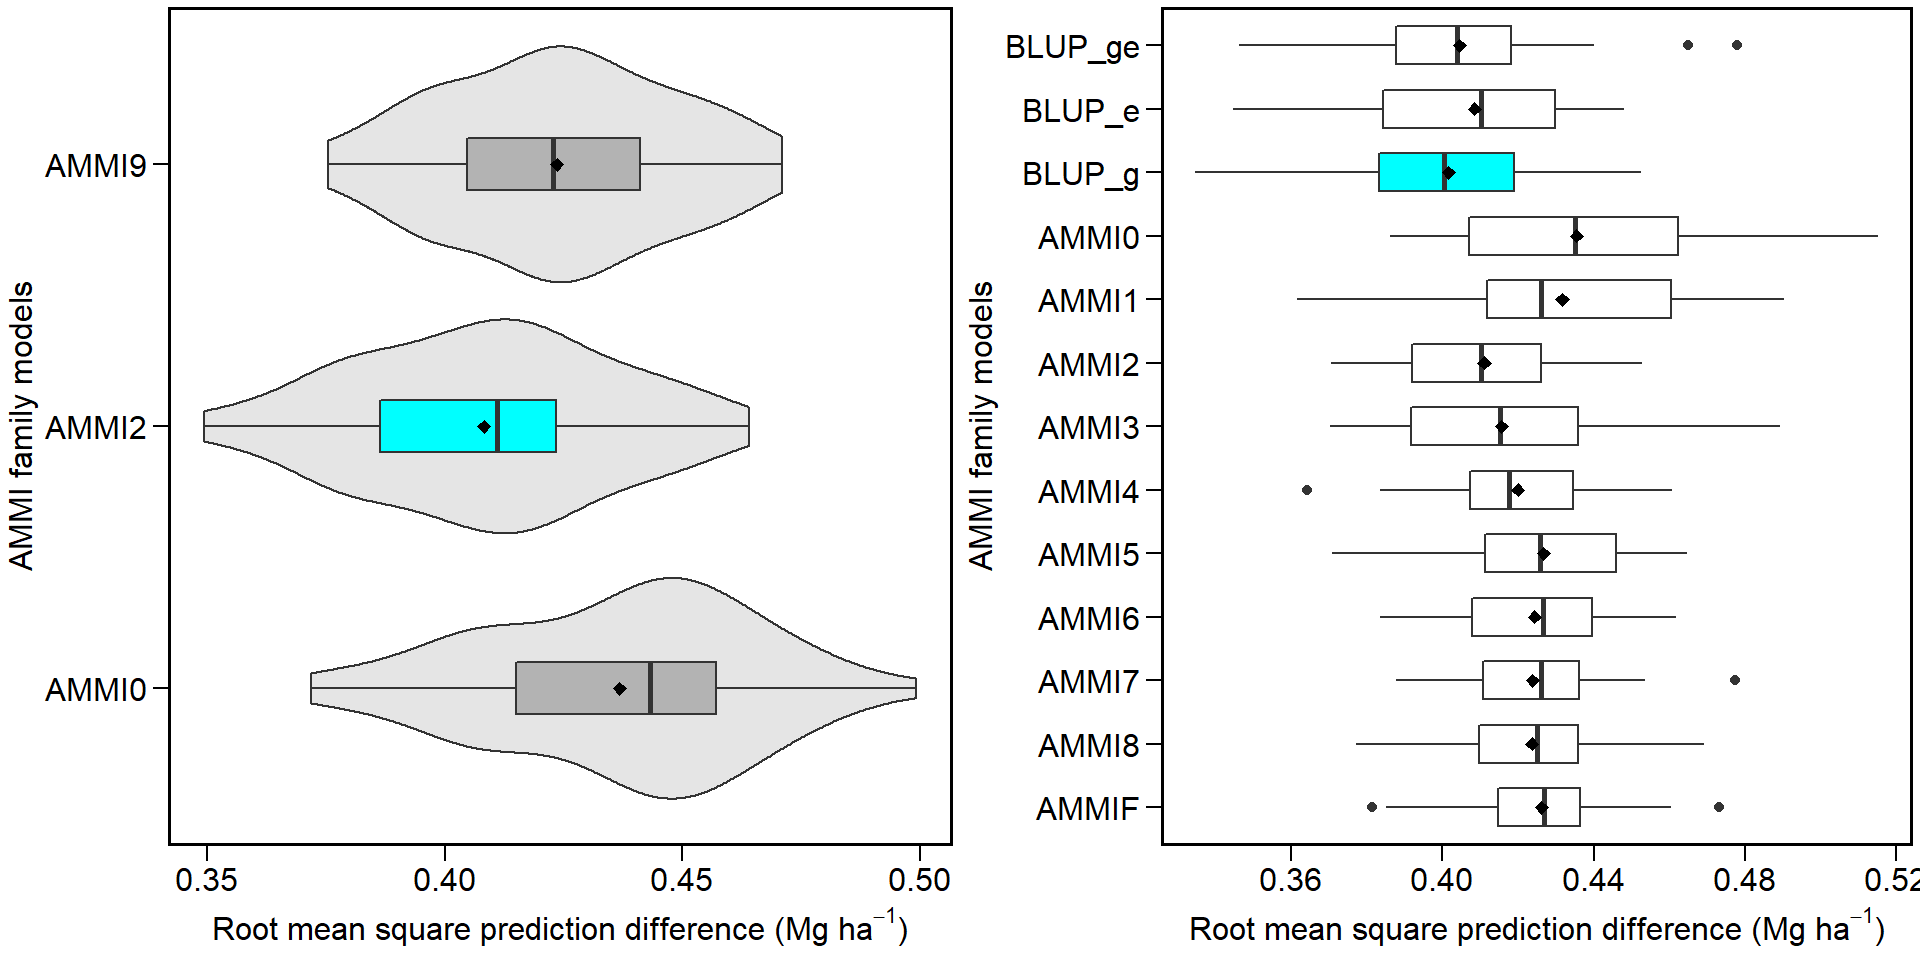 AMMI family models
AMMI9
AMMI2
AMMI0
0.35 0.40 0.45 0.50
Root mean square prediction difference (Mg ha⁻¹)
AMMI family models
BLUP_ge
BLUP_e
BLUP_g
AMMI0
AMMI1
AMMI2
AMMI3
AMMI4
AMMI5
AMMI6
AMMI7
AMMI8
AMMIF
0.36 0.40 0.44 0.48 0.52
Root mean square prediction difference (Mg ha⁻¹)